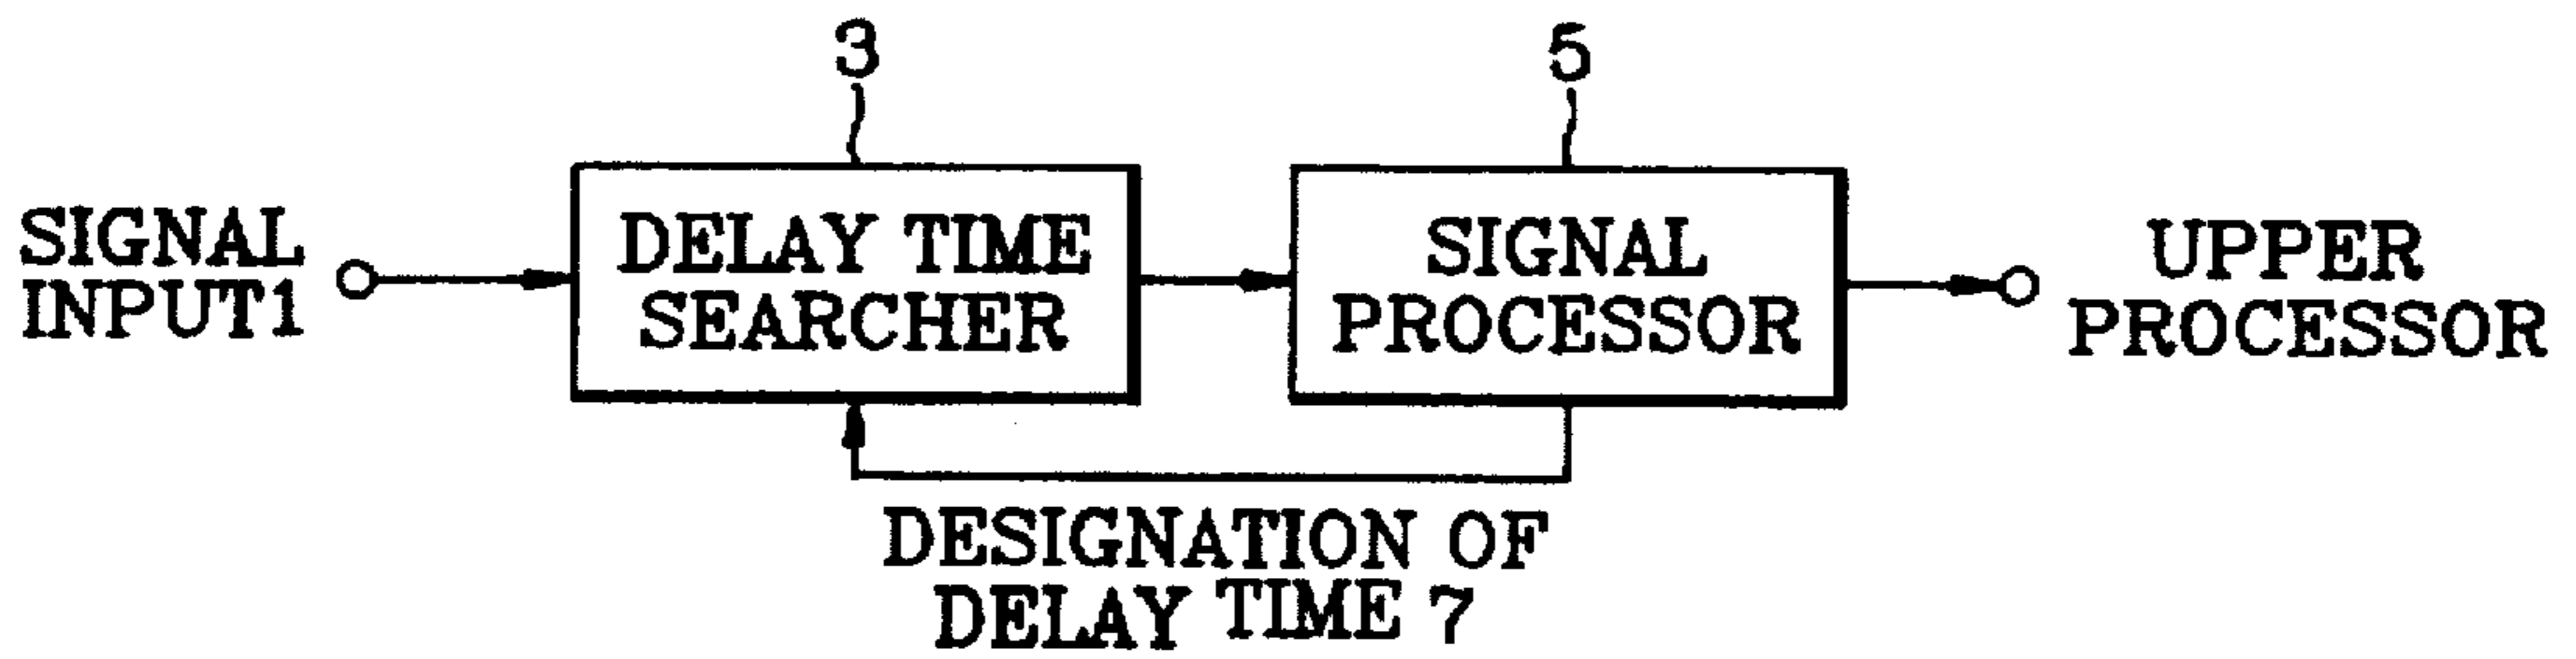 3
5
SIGNAL
INPUT1
DELAY TIME
SEARCHER
SIGNAL
PROCESSOR
UPPER
PROCESSOR
DESIGNATION OF
DELAY TIME 7